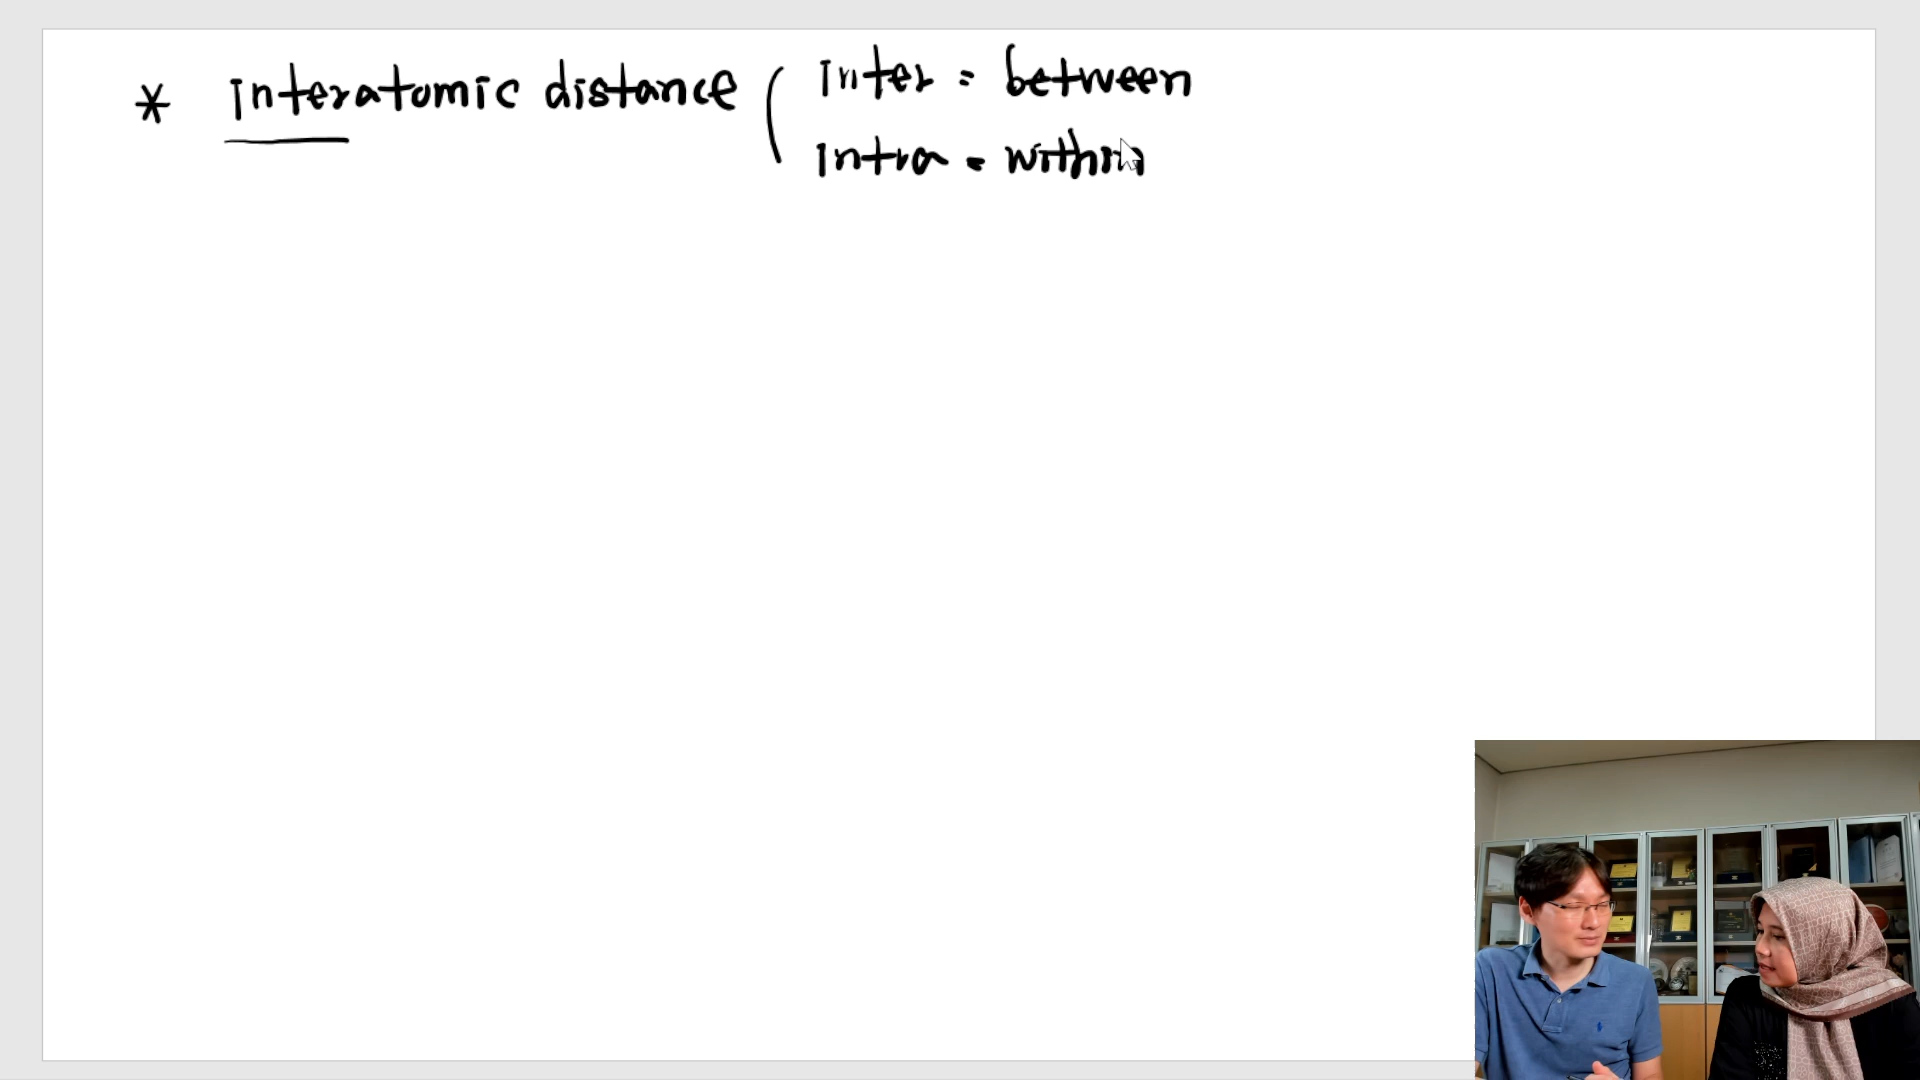 * interatomic distance ( inter = between
intra = within